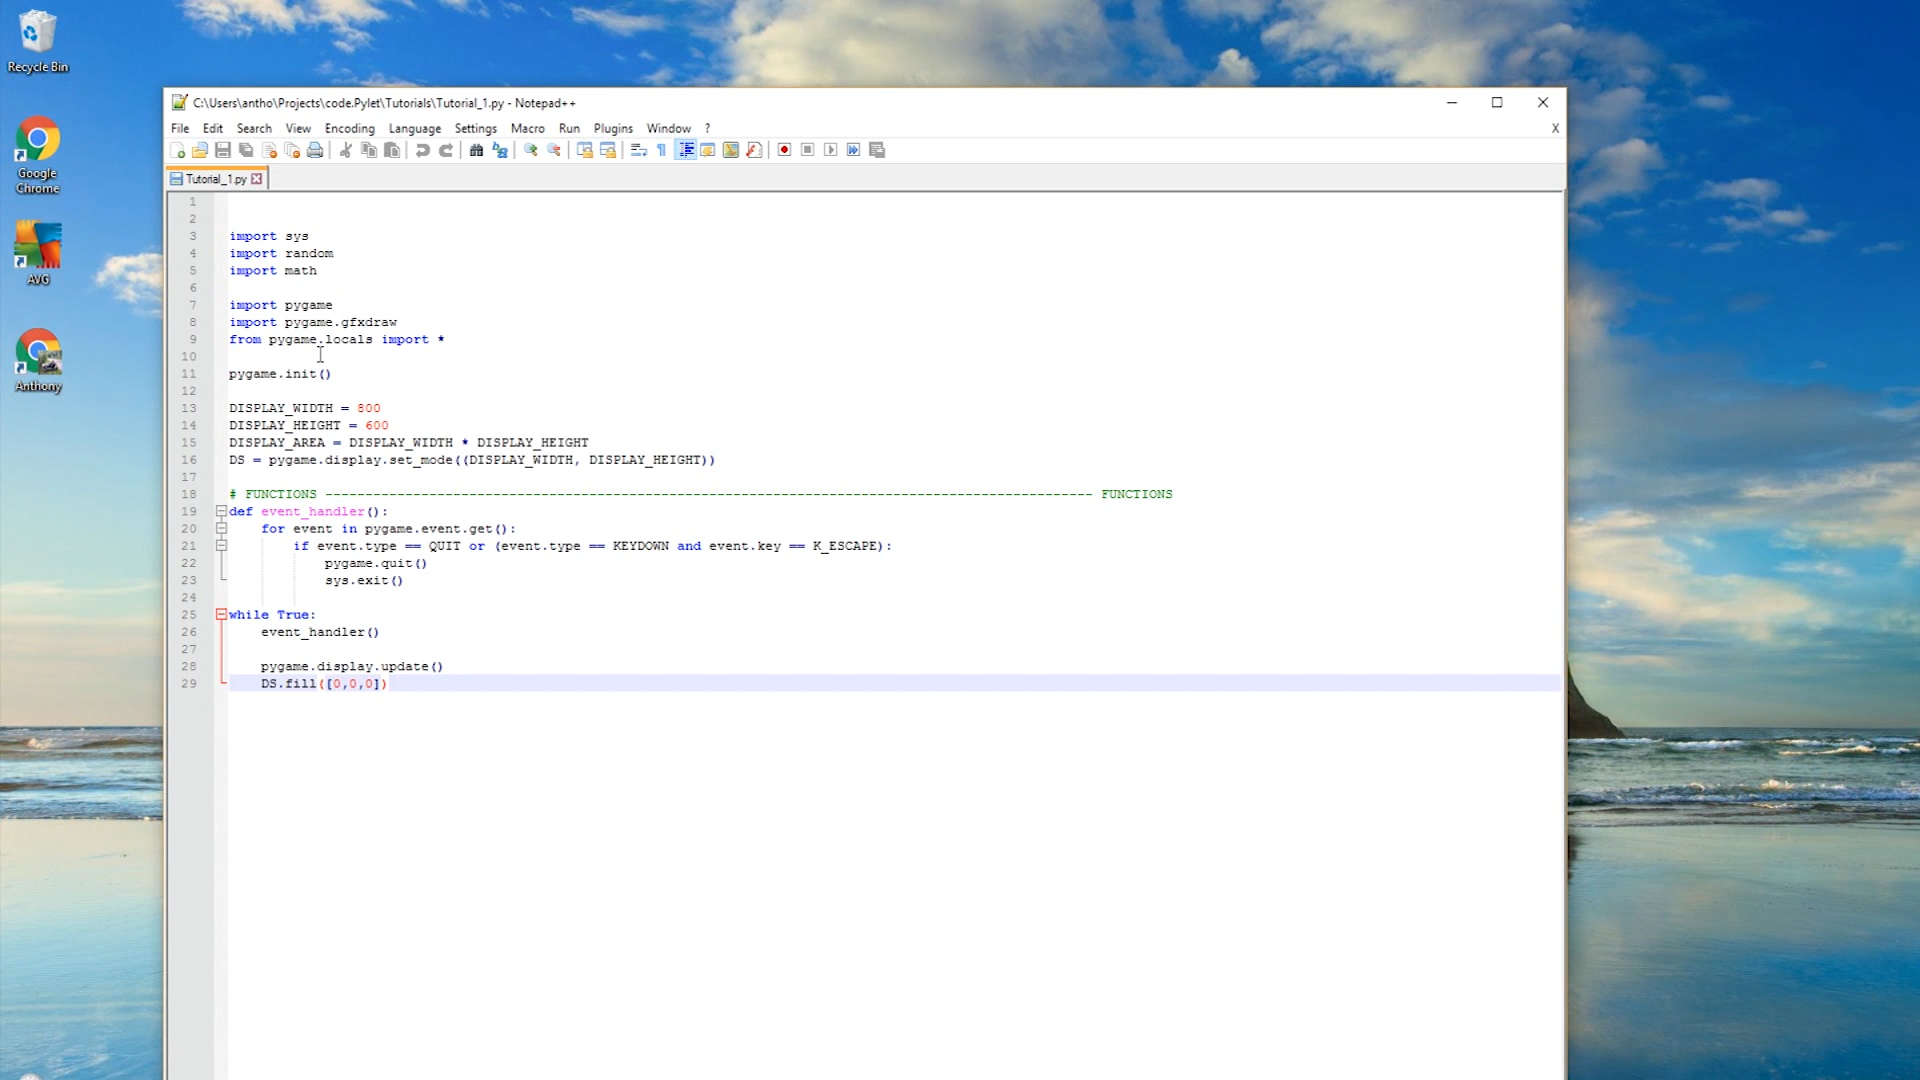 Recycle Bin
Google
Chrome
AVG
Anthony
C:\Users\antho\Projects\code.Pylet\Tutorials\Tutorial_1.py - Notepad++
File Edit Search View Encoding Language Settings Macro Run Plugins Window ? X
Tutorial_1.py
1
2
3 import sys
4 import random
5 import math
6
7 import pygame
8 import pygame.gfxdraw
9 from pygame.locals import *
10
11 pygame.init()
12
13 DISPLAY_WIDTH = 800
14 DISPLAY_HEIGHT = 600
15 DISPLAY_AREA = DISPLAY_WIDTH * DISPLAY_HEIGHT
16 DS = pygame.display.set_mode((DISPLAY_WIDTH, DISPLAY_HEIGHT))
17
18 # FUNCTIONS ------------------------------------------------------------------------------------------------ FUNCTIONS
19 def event_handler():
20     for event in pygame.event.get():
21         if event.type == QUIT or (event.type == KEYDOWN and event.key == K_ESCAPE):
22             pygame.quit()
23             sys.exit()
24
25 while True:
26     event_handler()
27
28     pygame.display.update()
29     DS.fill([0,0,0])